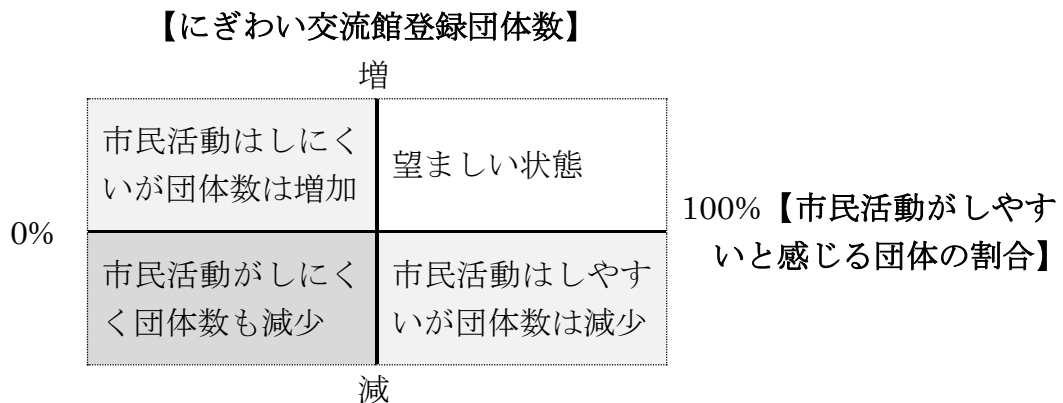 【にぎわい交流館登録団体数】
増
市民活動はしにく
いが団体数は増加
望ましい状態
0%
100%【市民活動がしやす
いと感じる団体の割合】
市民活動がしにく
く団体数も減少
市民活動はしやす
いが団体数は減少
減